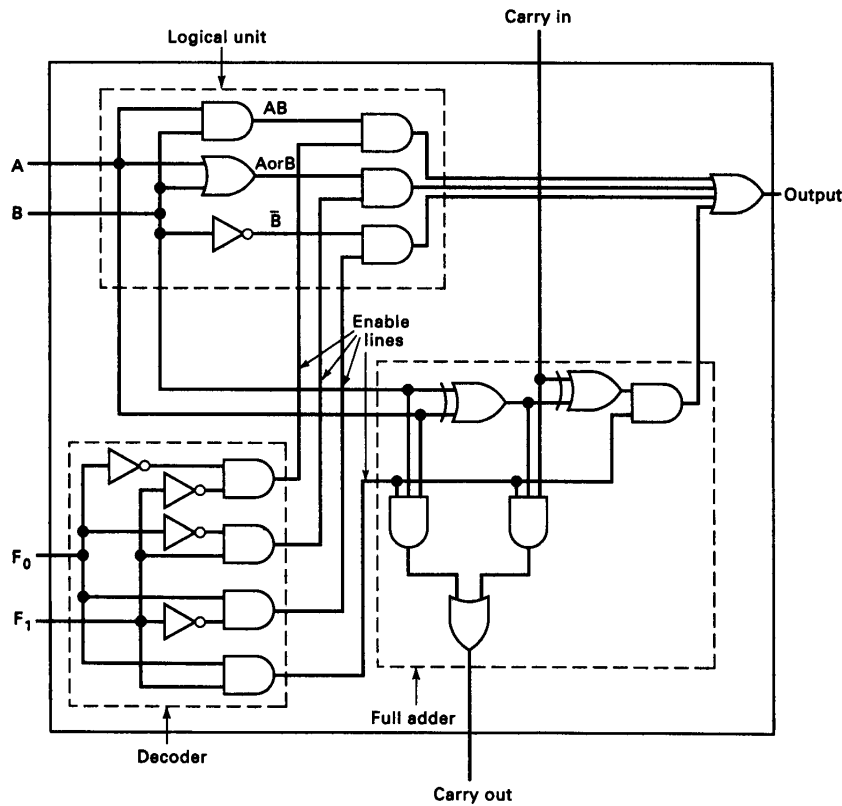 Carry in
Logical unit
AB
A
AorB
Output
B
B̅
Enable
lines
F₀
F₁
Full adder
Decoder
Carry out